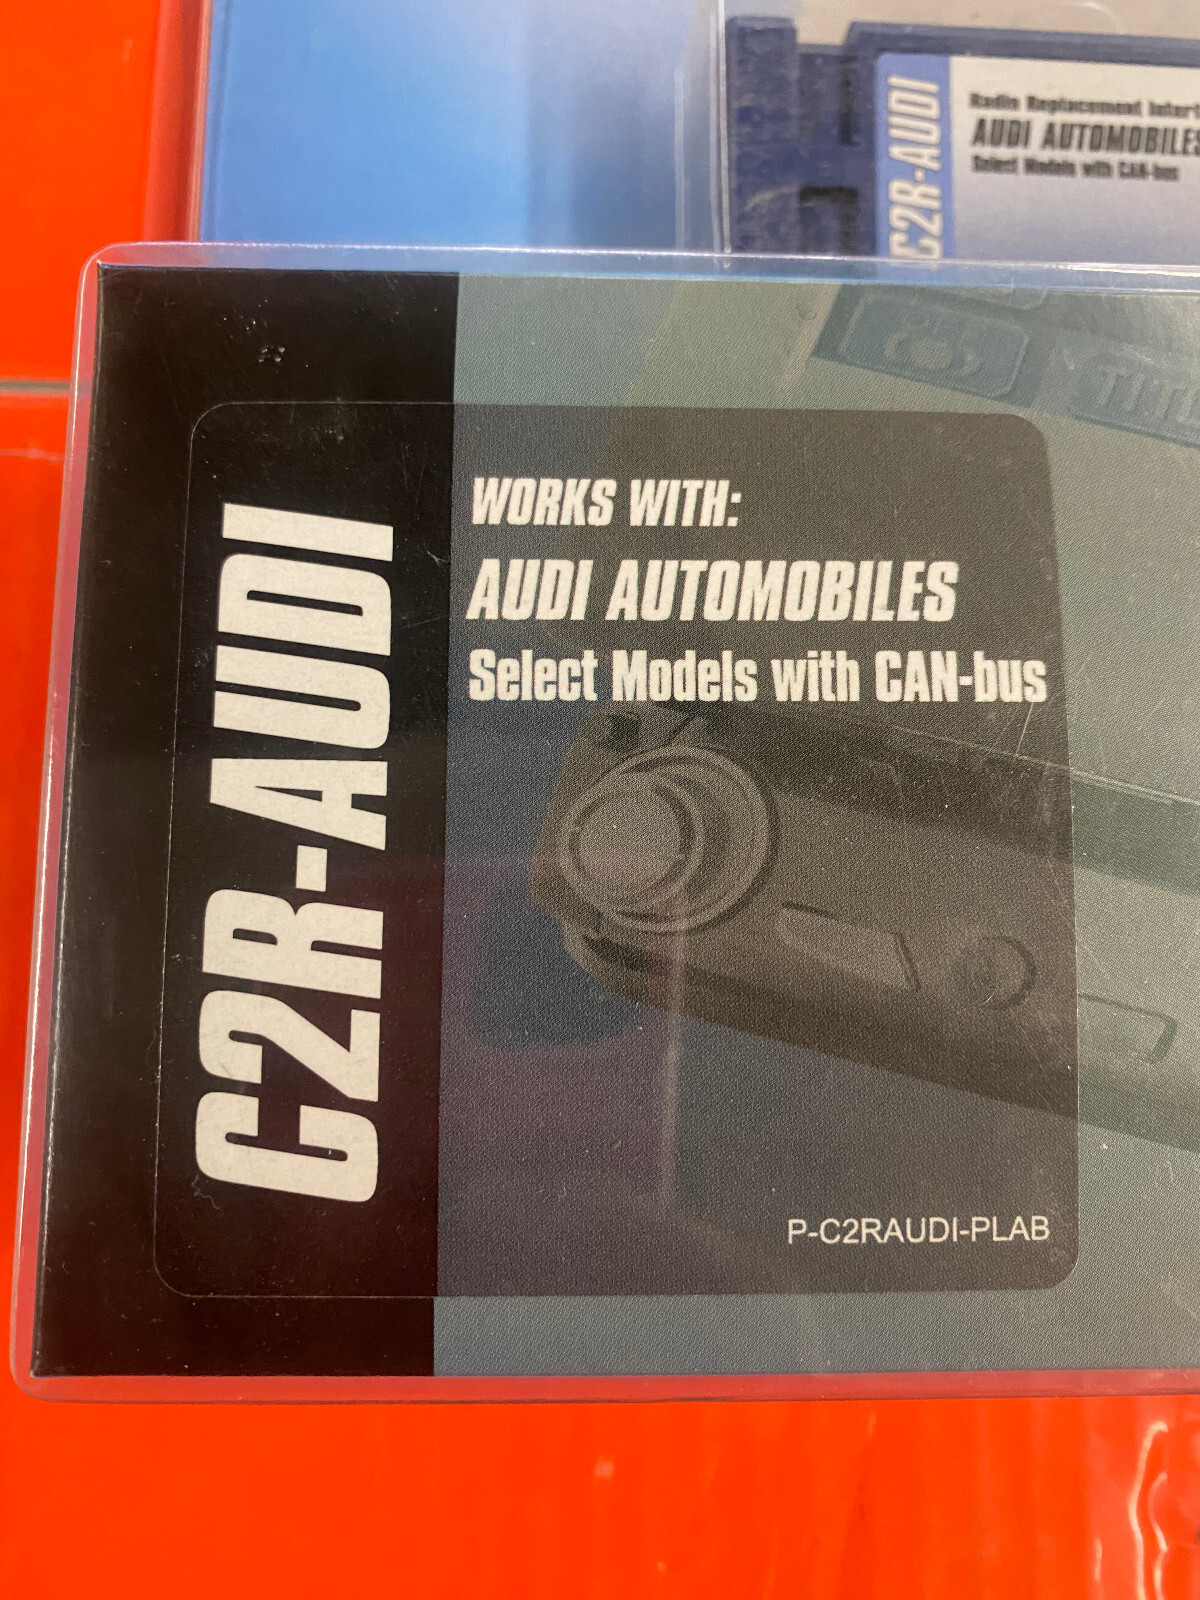 C2R-AUDI
Radio Replacement
AUDI AUTOMOBILES
Select Models with CAN-bus
C2R-AUDI
WORKS WITH:
AUDI AUTOMOBILES
Select Models with CAN-bus
P-C2RAUDI-PLAB